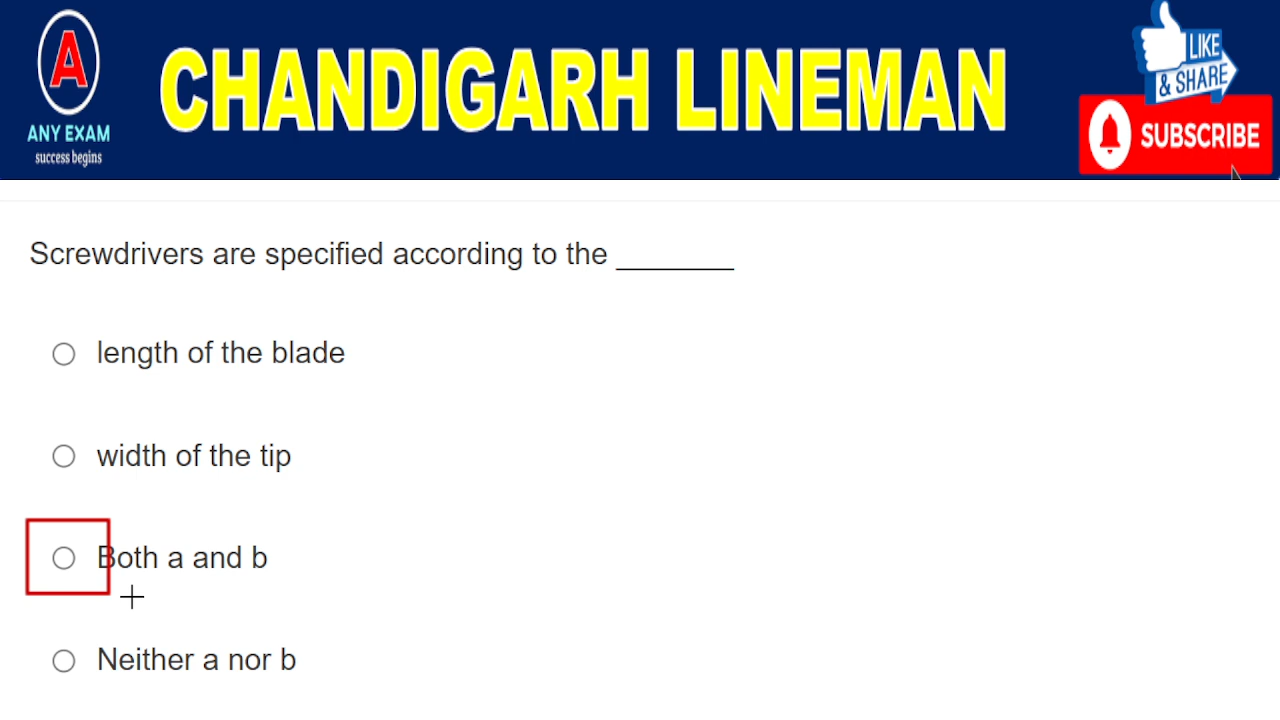 A
ANY EXAM
success begins
CHANDIGARH LINEMAN
LIKE
& SHARE
SUBSCRIBE
Screwdrivers are specified according to the _______
length of the blade
width of the tip
Both a and b
Neither a nor b